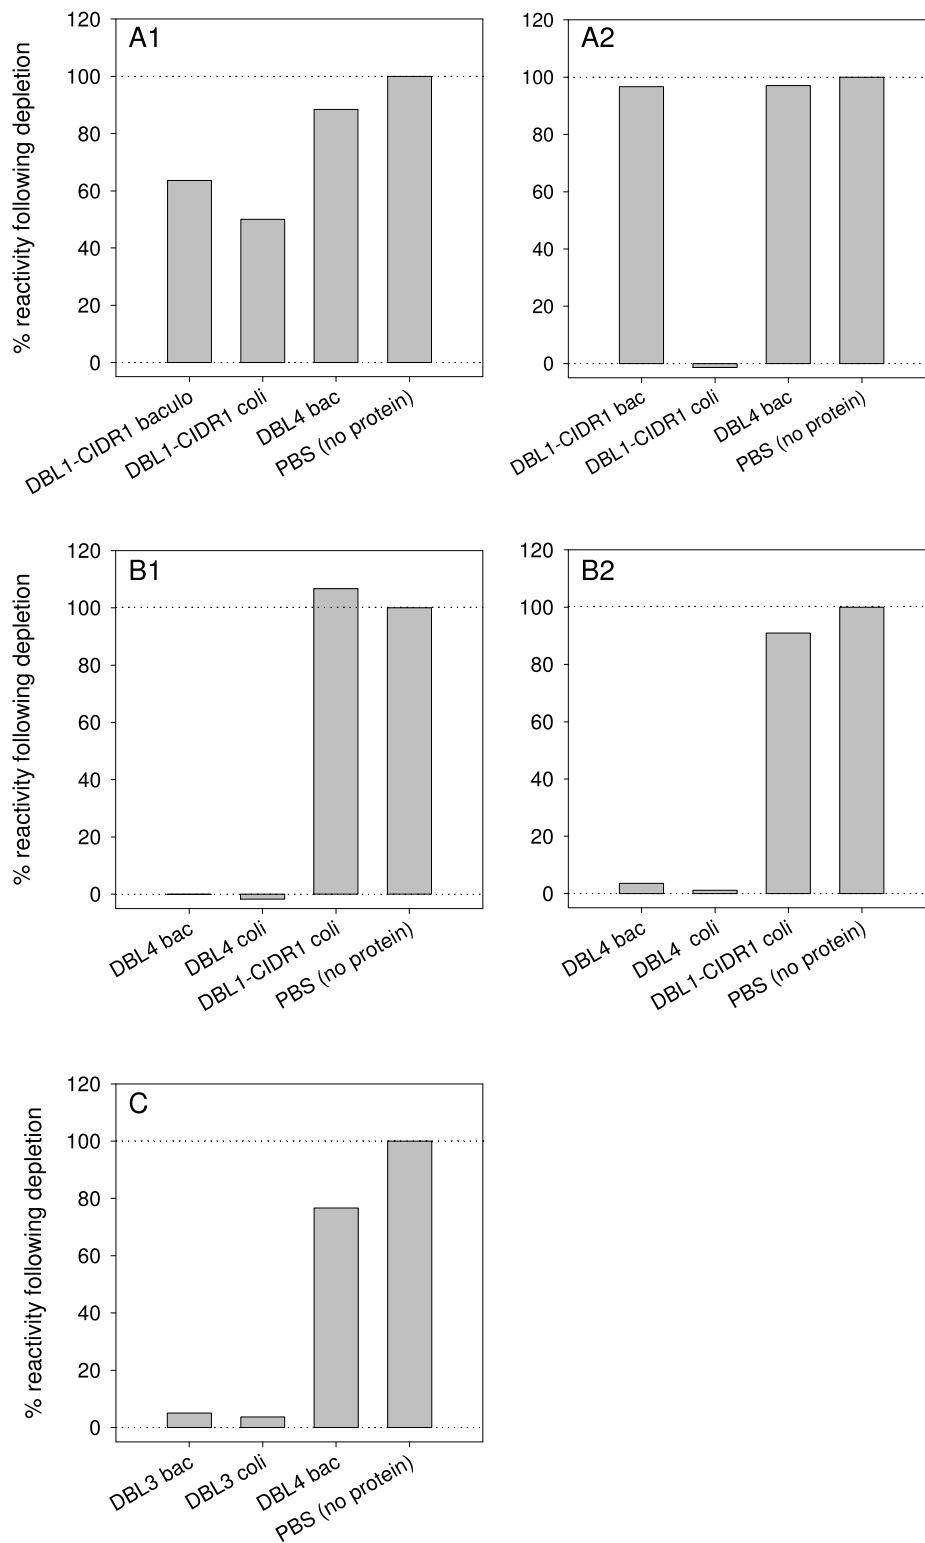 A1
% reactivity following depletion
120
100
80
60
40
20
0
DBL1-CIDR1 baculo
DBL1-CIDR1 coli
DBL4 bac
PBS (no protein)
A2
120
100
80
60
40
20
0
DBL1-CIDR1 bac
DBL1-CIDR1 coli
DBL4 bac
PBS (no protein)
B1
% reactivity following depletion
120
100
80
60
40
20
0
DBL4 bac
DBL4 coli
DBL1-CIDR1 coli
PBS (no protein)
B2
120
100
80
60
40
20
0
DBL4 bac
DBL4  coli
DBL1-CIDR1 coli
PBS (no protein)
C
% reactivity following depletion
120
100
80
60
40
20
0
DBL3 bac
DBL3 coli
DBL4 bac
PBS (no protein)